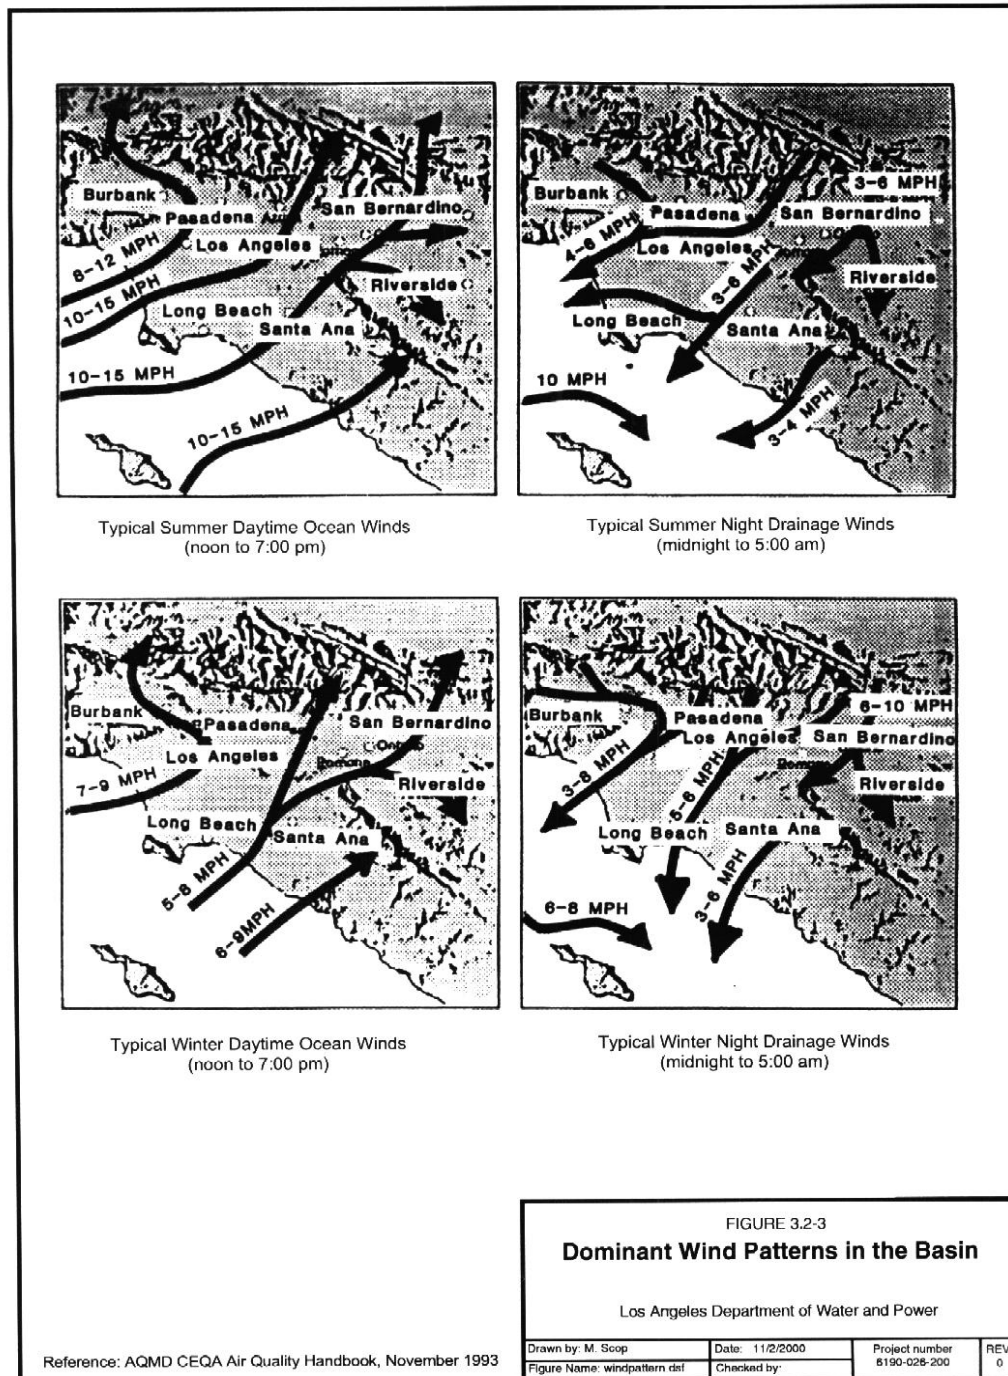 Burbank
Pasadena
San Bernardino
Los Angeles
8-12 MPH
10-15 MPH
Riverside
Long Beach
Santa Ana
10-15 MPH
10-15 MPH
Typical Summer Daytime Ocean Winds
(noon to 7:00 pm)
3-6 MPH
Burbank
Pasadena
San Bernardino
4-6 MPH
Los Angeles
3-6 MPH
Riverside
Long Beach
Santa Ana
10 MPH
3-4 MPH
Typical Summer Night Drainage Winds
(midnight to 5:00 am)
Burbank
Pasadena
San Bernardino
Los Angeles
Ontario
Pomona
7-9 MPH
Riverside
Long Beach
Santa Ana
5-8 MPH
6-9MPH
Typical Winter Daytime Ocean Winds
(noon to 7:00 pm)
6-10 MPH
Burbank
Pasadena
Los Angeles
San Bernardino
Pomona
3-8 MPH
5-6 MPH
Riverside
Long Beach
Santa Ana
3-6 MPH
6-8 MPH
Typical Winter Night Drainage Winds
(midnight to 5:00 am)
FIGURE 3.2-3
Dominant Wind Patterns in the Basin
Los Angeles Department of Water and Power
Drawn by: M. Scop
Date: 11/2/2000
Project number
6190-026-200
REV
0
Figure Name: windpattern dsf
Checked by:
Reference: AQMD CEQA Air Quality Handbook, November 1993